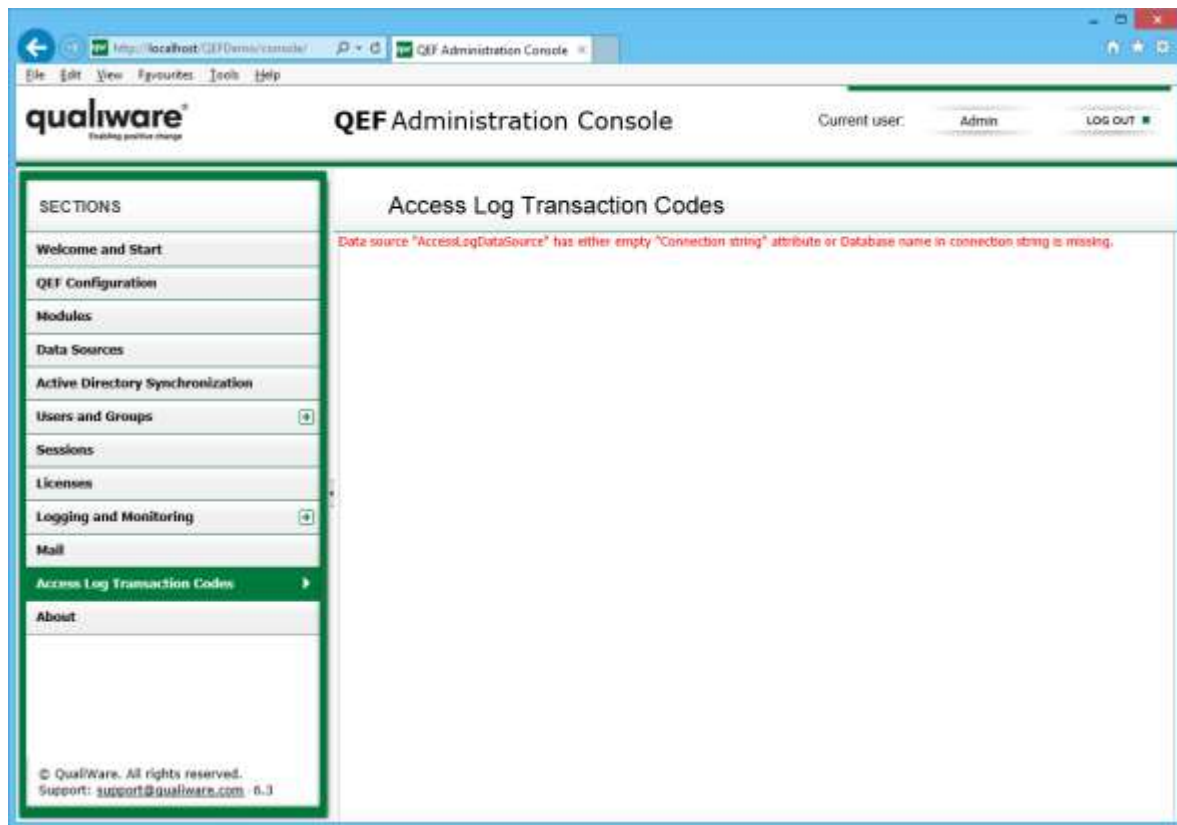 http://localhost/QEFDemo/console/
QEF Administration Console
File Edit View Favourites Tools Help
qualiware®
Enabling positive change
QEF Administration Console
Current user:
Admin
LOG OUT
SECTIONS
Access Log Transaction Codes
Data source "AccessLogDataSource" has either empty "Connection string" attribute or Database name in connection string is missing.
Welcome and Start
QEF Configuration
Modules
Data Sources
Active Directory Synchronization
Users and Groups
Sessions
Licenses
Logging and Monitoring
Mail
Access Log Transaction Codes
About
© QualiWare. All rights reserved.
Support: support@qualiware.com 6.3